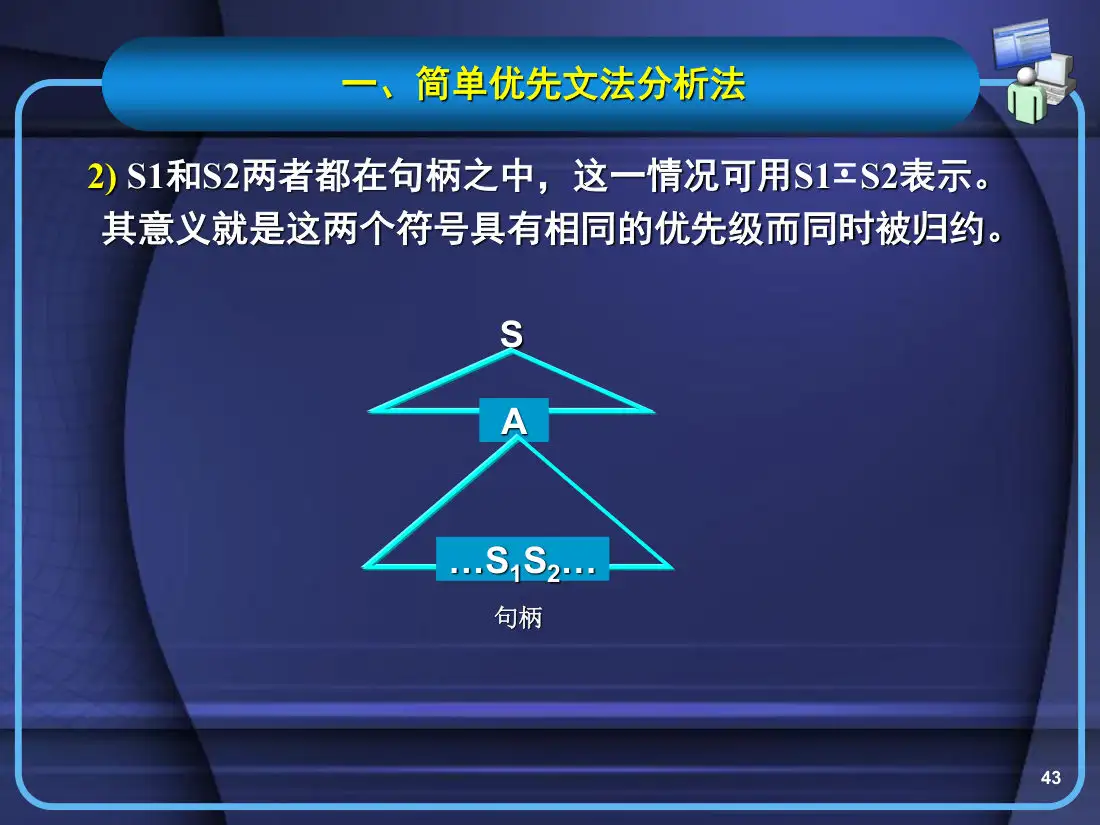 一、简单优先文法分析法
2) S1和S2两者都在句柄之中，这一情况可用S1≐S2表示。
其意义就是这两个符号具有相同的优先级而同时被归约。
S
A
…S₁S₂…
句柄
43